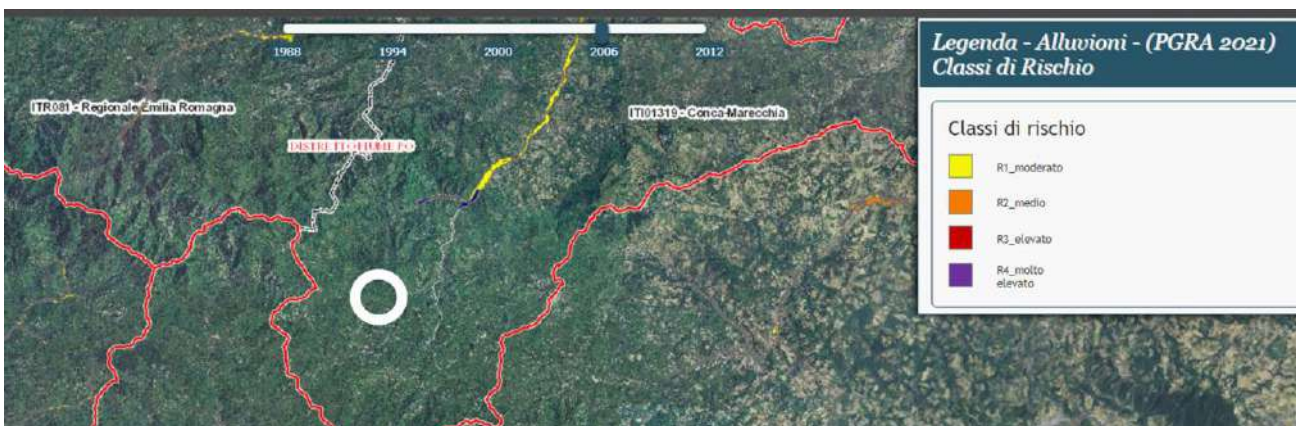 1988 1994 2000 2006 2012
ITR081 - Regionale Emilia Romagna
ITI01319 - Conca-Marecchia
DISTRETTO FIUME PO
Legenda - Alluvioni - (PGRA 2021)
Classi di Rischio
Classi di rischio
R1_moderato
R2_medio
R3_elevato
R4_molto
elevato